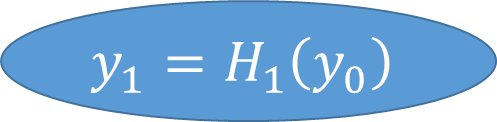 y₁ = H₁(y₀)